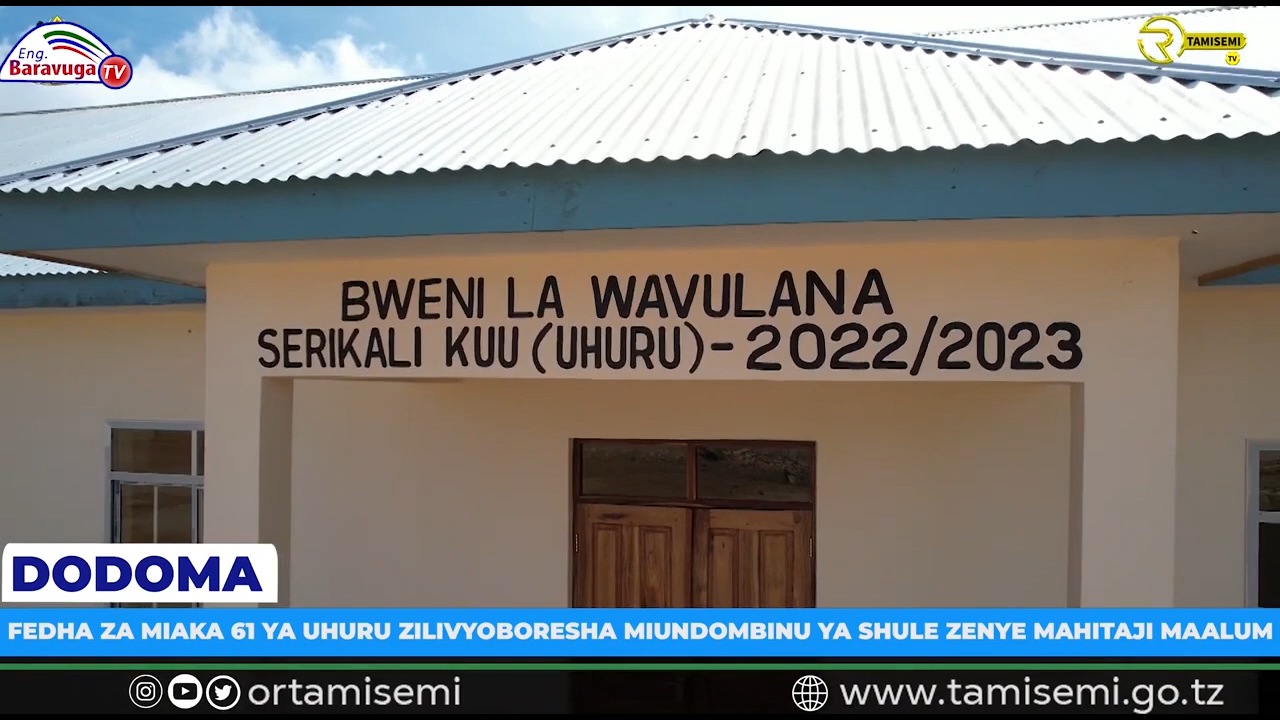 Eng.
Baravuga TV
TAMISEMI
TV
BWENI LA WAVULANA
SERIKALI KUU (UHURU) - 2022/2023
DODOMA
FEDHA ZA MIAKA 61 YA UHURU ZILIVYOBORESHA MIUNDOMBINU YA SHULE ZENYE MAHITAJI MAALUM
ortamisemi
www.tamisemi.go.tz